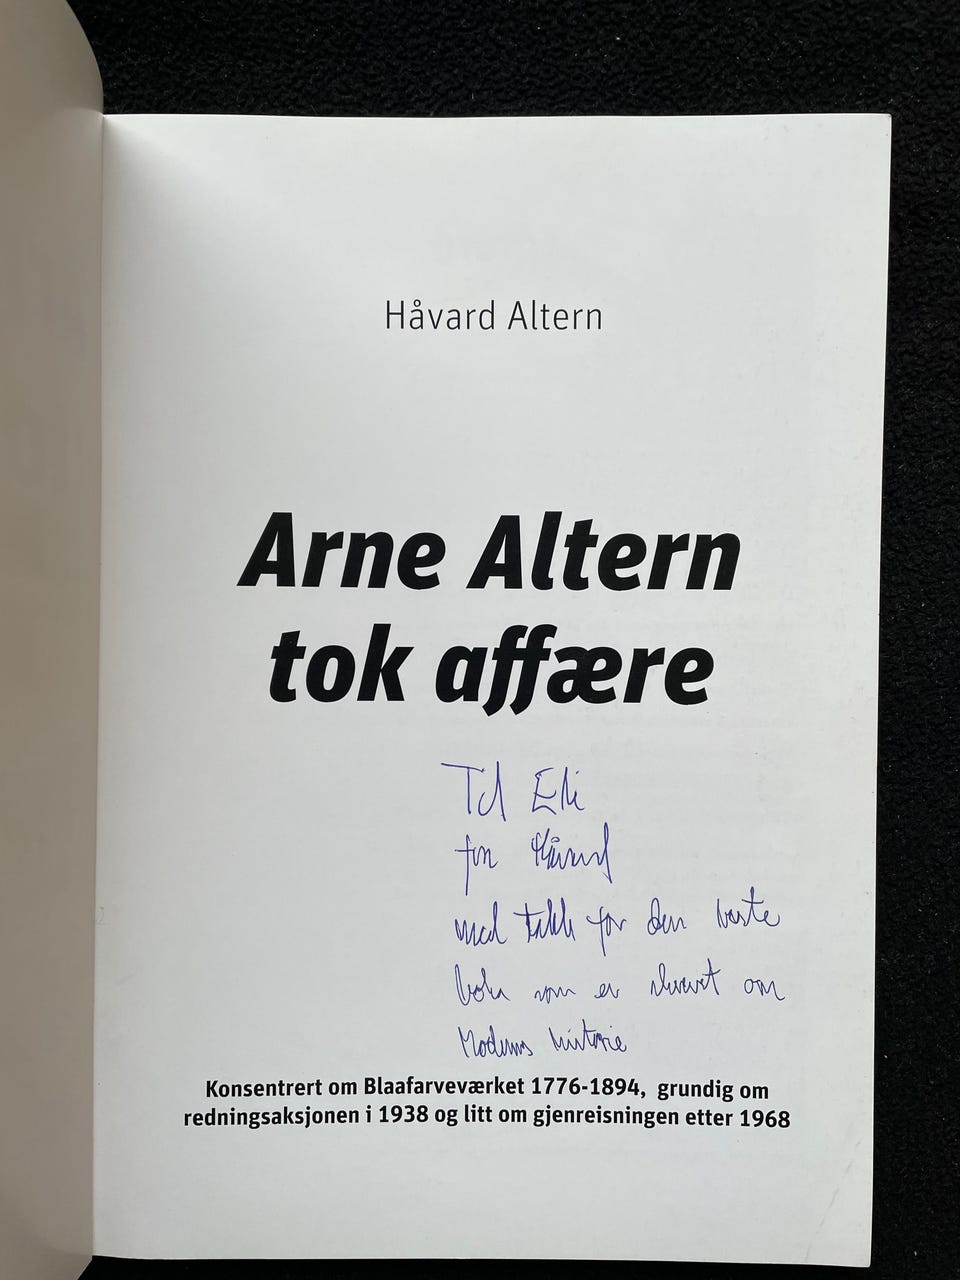 Håvard Altern
Arne Altern
tok affære
Til Eli
fra Håvard
med takk for den beste
boka som er skrevet om
Modums historie
Konsentrert om Blaafarveværket 1776-1894, grundig om
redningsaksjonen i 1938 og litt om gjenreisningen etter 1968